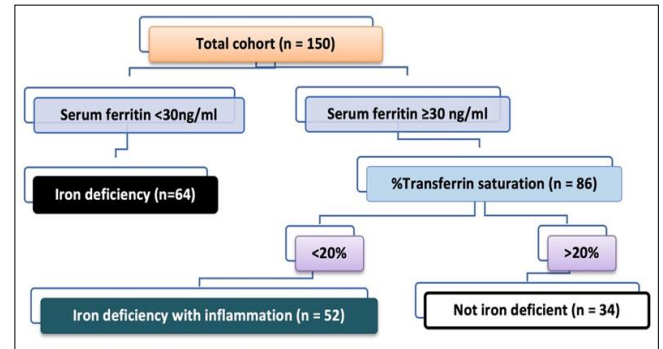 Total cohort (n = 150)
Serum ferritin <30ng/ml
Serum ferritin ≥30 ng/ml
Iron deficiency (n=64)
%Transferrin saturation (n = 86)
<20%
>20%
Iron deficiency with inflammation (n = 52)
Not iron deficient (n = 34)